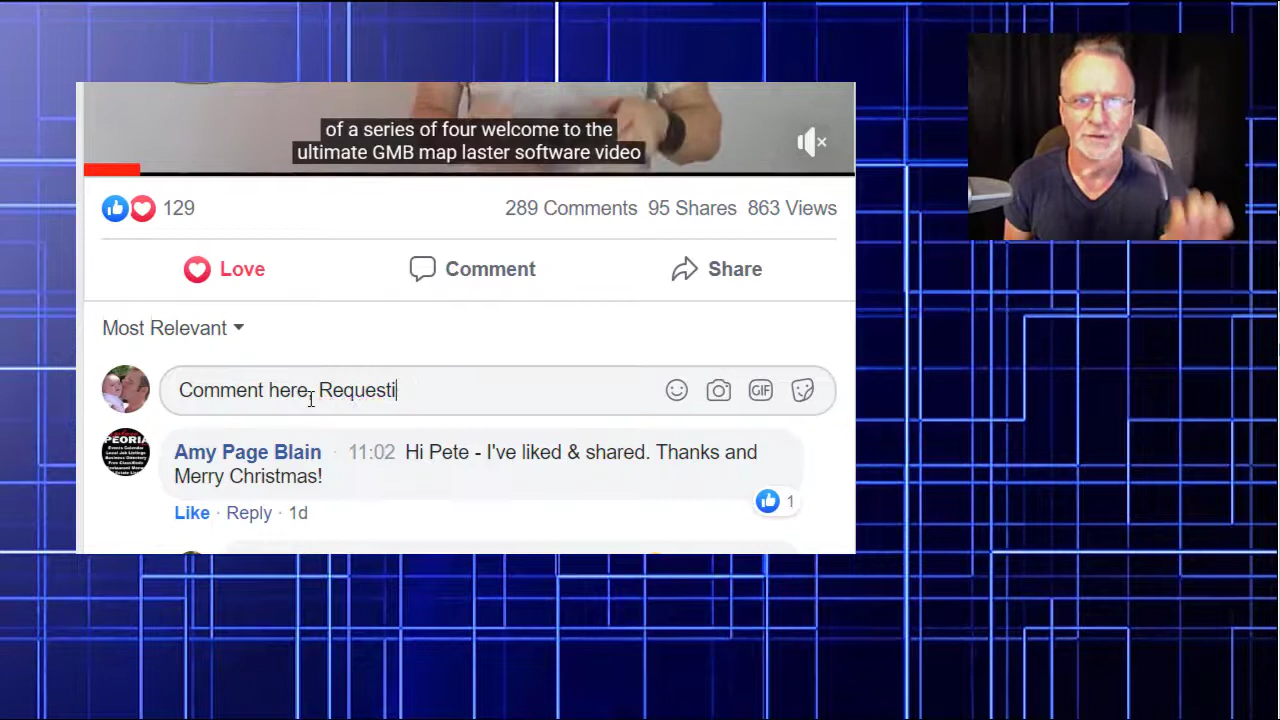 of a series of four welcome to the
ultimate GMB map laster software video
129
289 Comments 95 Shares 863 Views
Love
Comment
Share
Most Relevant
Comment here, Requesti
GIF
PEORIA
Amy Page Blain · 11:02 Hi Pete - I've liked & shared. Thanks and
Merry Christmas!
1
Like · Reply · 1d